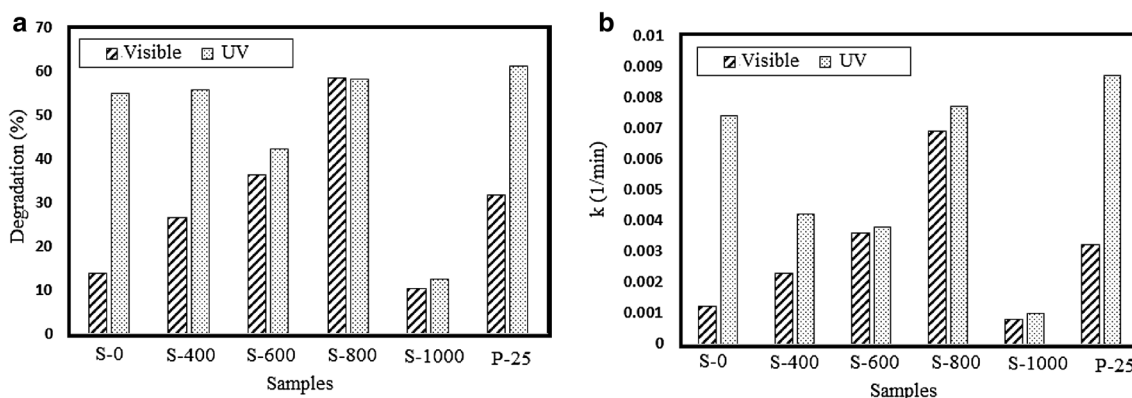 a
70
60
50
40
30
20
10
0
Degradation (%)
Visible UV
S-0 S-400 S-600 S-800 S-1000 P-25
Samples
b
0.01
0.009
0.008
0.007
0.006
0.005
0.004
0.003
0.002
0.001
0
k (1/min)
Visible UV
S-0 S-400 S-600 S-800 S-1000 P-25
Samples